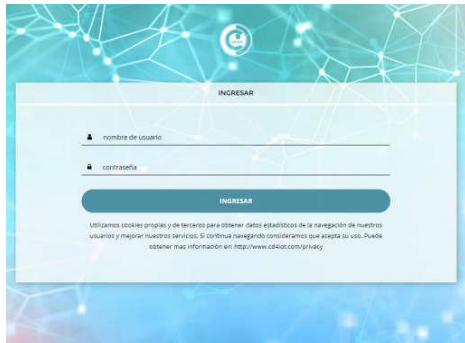 INGRESAR
nombre de usuario
contraseña
INGRESAR
Utilizamos cookies propias y de terceros para obtener datos estadísticos de la navegación de nuestros
usuarios y mejorar nuestros servicios. Si continua navegando consideramos que acepta su uso. Puede
obtener mas información en: http://www.cd4iot.com/privacy